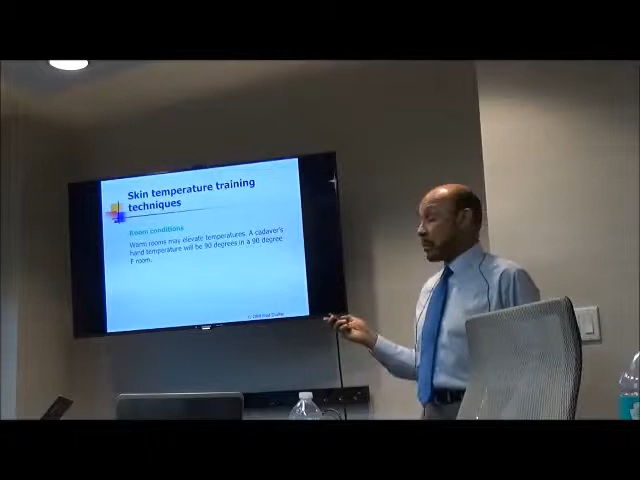 Skin temperature training
techniques
Room conditions
Warm rooms may elevate temperatures. A cadaver's
hand temperature will be 90 degrees in a 90 degree
F room.